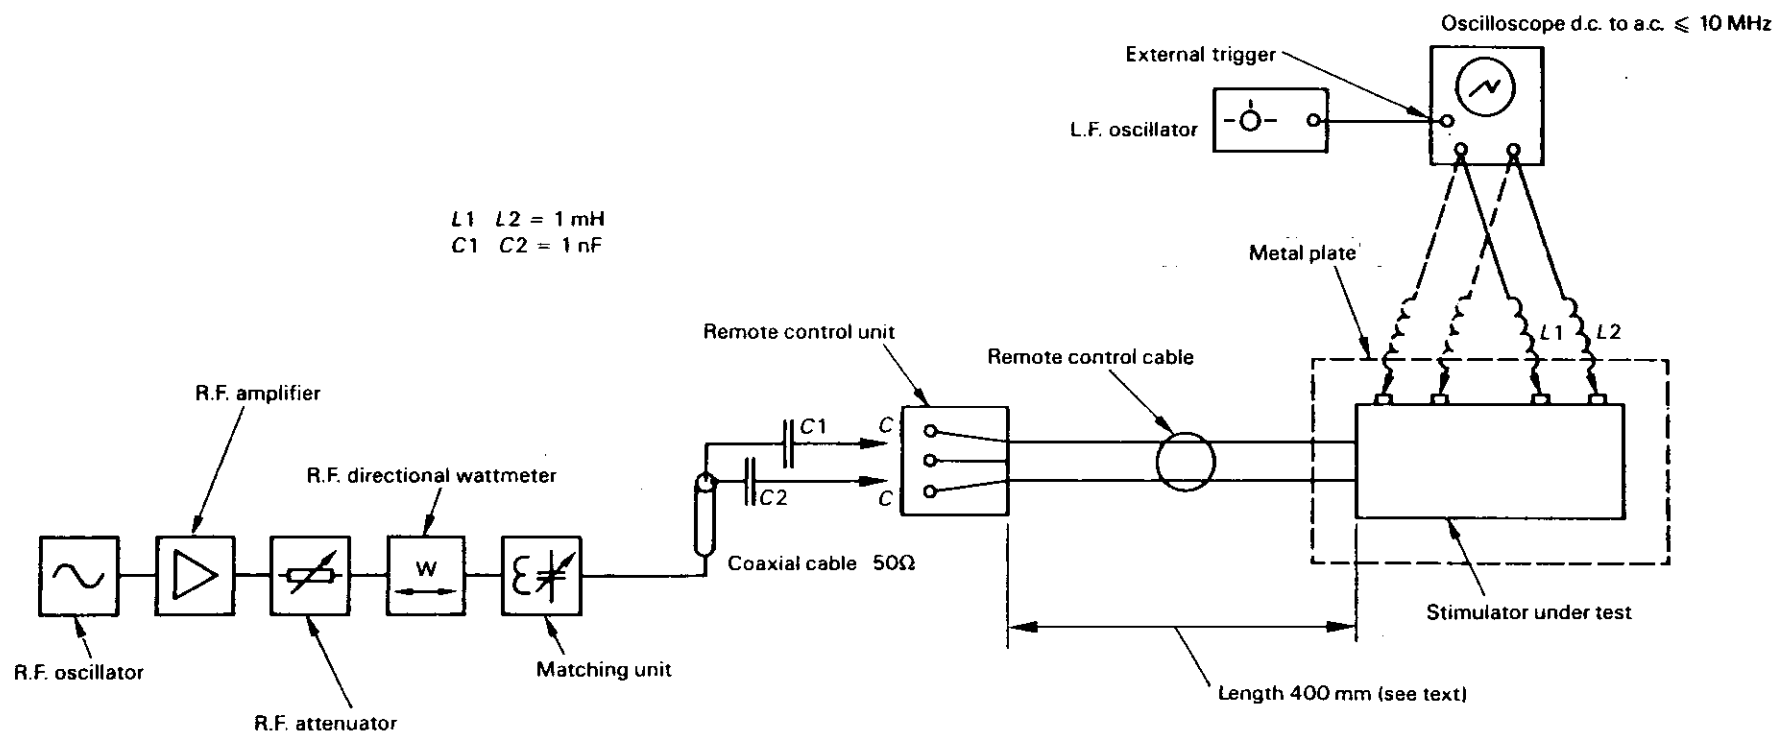 Oscilloscope d.c. to a.c. ⩽ 10 MHz
External trigger
L.F. oscillator
L1 L2 = 1 mH
C1 C2 = 1 nF
Metal plate
Remote control unit
Remote control cable
L1
L2
R.F. amplifier
C1
C
R.F. directional wattmeter
C2
C
W
Coaxial cable 50Ω
Stimulator under test
R.F. oscillator
Matching unit
Length 400 mm (see text)
R.F. attenuator